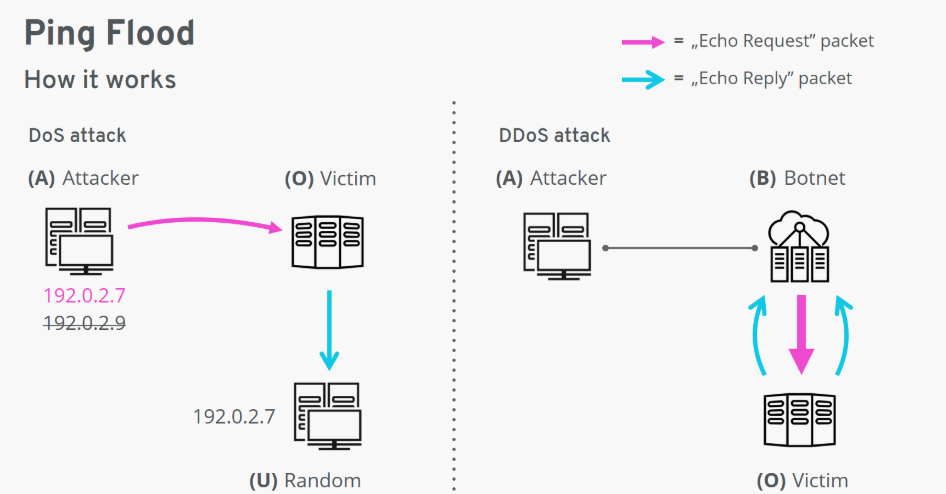 Ping Flood
How it works
= „Echo Request” packet
= „Echo Reply” packet
DoS attack
(A) Attacker
(O) Victim
192.0.2.7
192.0.2.9
192.0.2.7
(U) Random
DDoS attack
(A) Attacker
(B) Botnet
(O) Victim